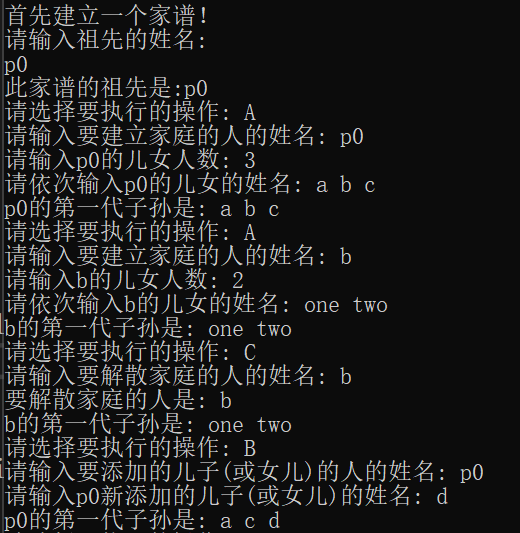 首先建立一个家谱!
请输入祖先的姓名:
p0
此家谱的祖先是:p0
请选择要执行的操作: A
请输入要建立家庭的人的姓名: p0
请输入p0的儿女人数: 3
请依次输入p0的儿女的姓名: a b c
p0的第一代子孙是: a b c
请选择要执行的操作: A
请输入要建立家庭的人的姓名: b
请输入b的儿女人数: 2
请依次输入b的儿女的姓名: one two
b的第一代子孙是: one two
请选择要执行的操作: C
请输入要解散家庭的人的姓名: b
要解散家庭的人是: b
b的第一代子孙是: one two
请选择要执行的操作: B
请输入要添加的儿子(或女儿)的人的姓名: p0
请输入p0新添加的儿子(或女儿)的姓名: d
p0的第一代子孙是: a c d